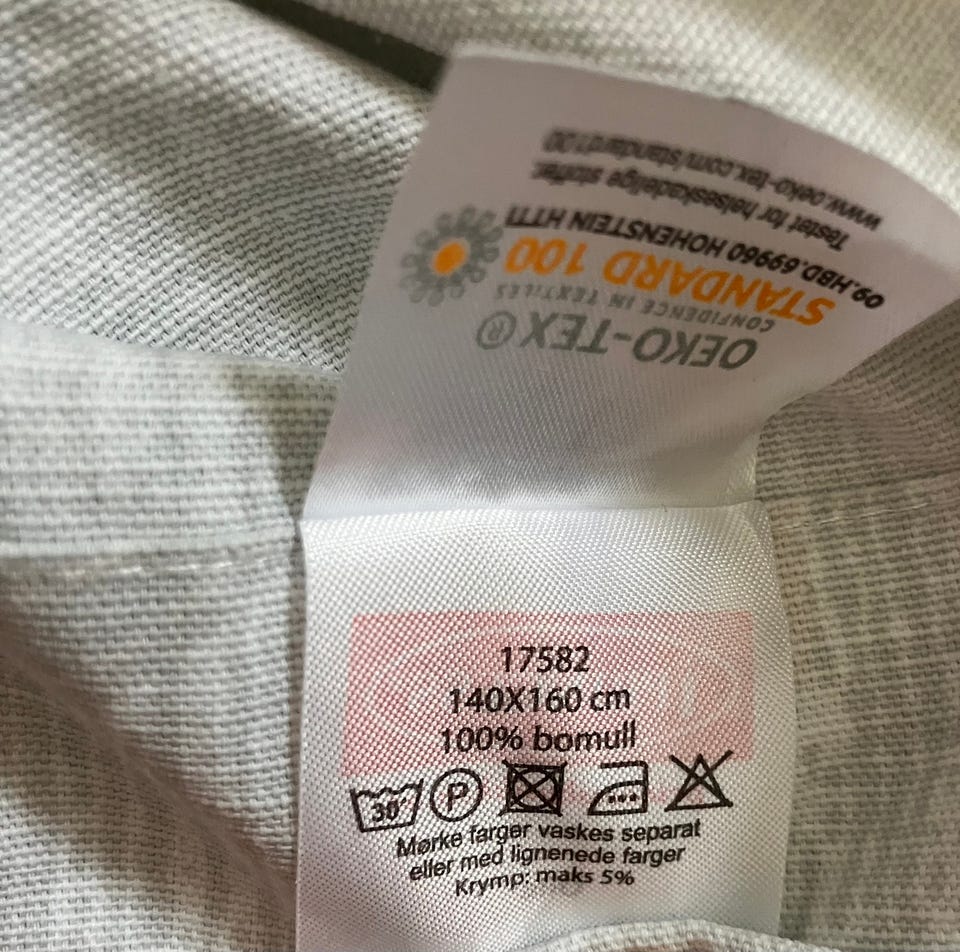 OEKO-TEX®
CONFIDENCE IN TEXTILES
STANDARD 100
09.HBD.69960 HOHENSTEIN HTTI
Testet for helseskadelige stoffer.
www.oeko-tex.com/standard100
17582
140X160 cm
100% bomull
30 P
Mørke farger vaskes separat
eller med lignenede farger
Krymp: maks 5%